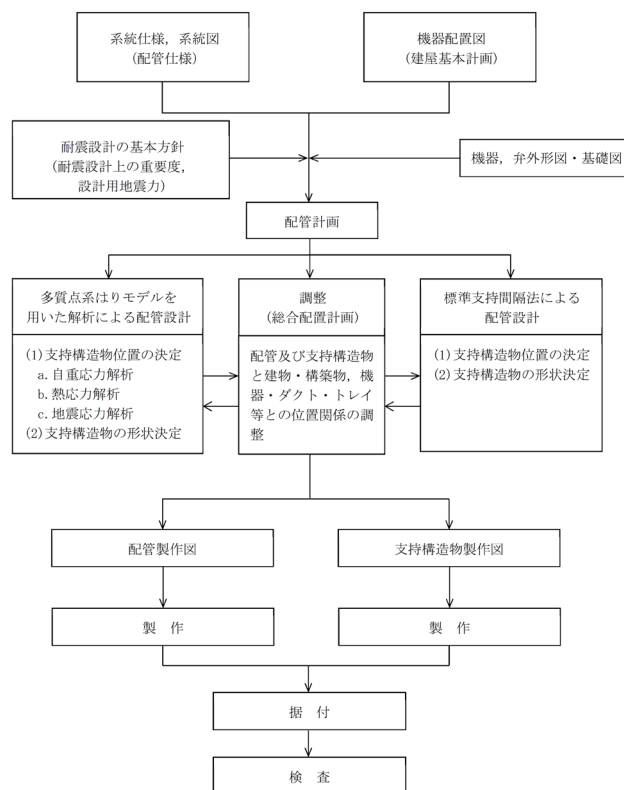 系統仕様，系統図
(配管仕様)
機器配置図
(建屋基本計画)
耐震設計の基本方針
(耐震設計上の重要度，
設計用地震力)
機器，弁外形図・基礎図
配管計画
多質点系はりモデルを
用いた解析による配管設計
(1)支持構造物位置の決定
a.自重応力解析
b.熱応力解析
c.地震応力解析
(2)支持構造物の形状決定
調整
(総合配置計画)
配管及び支持構造物
と建物・構築物，機
器・ダクト・トレイ
等との位置関係の調
整
標準支持間隔法による
配管設計
(1)支持構造物位置の決定
(2)支持構造物の形状決定
配管製作図
支持構造物製作図
製　作
製　作
据　付
検　査